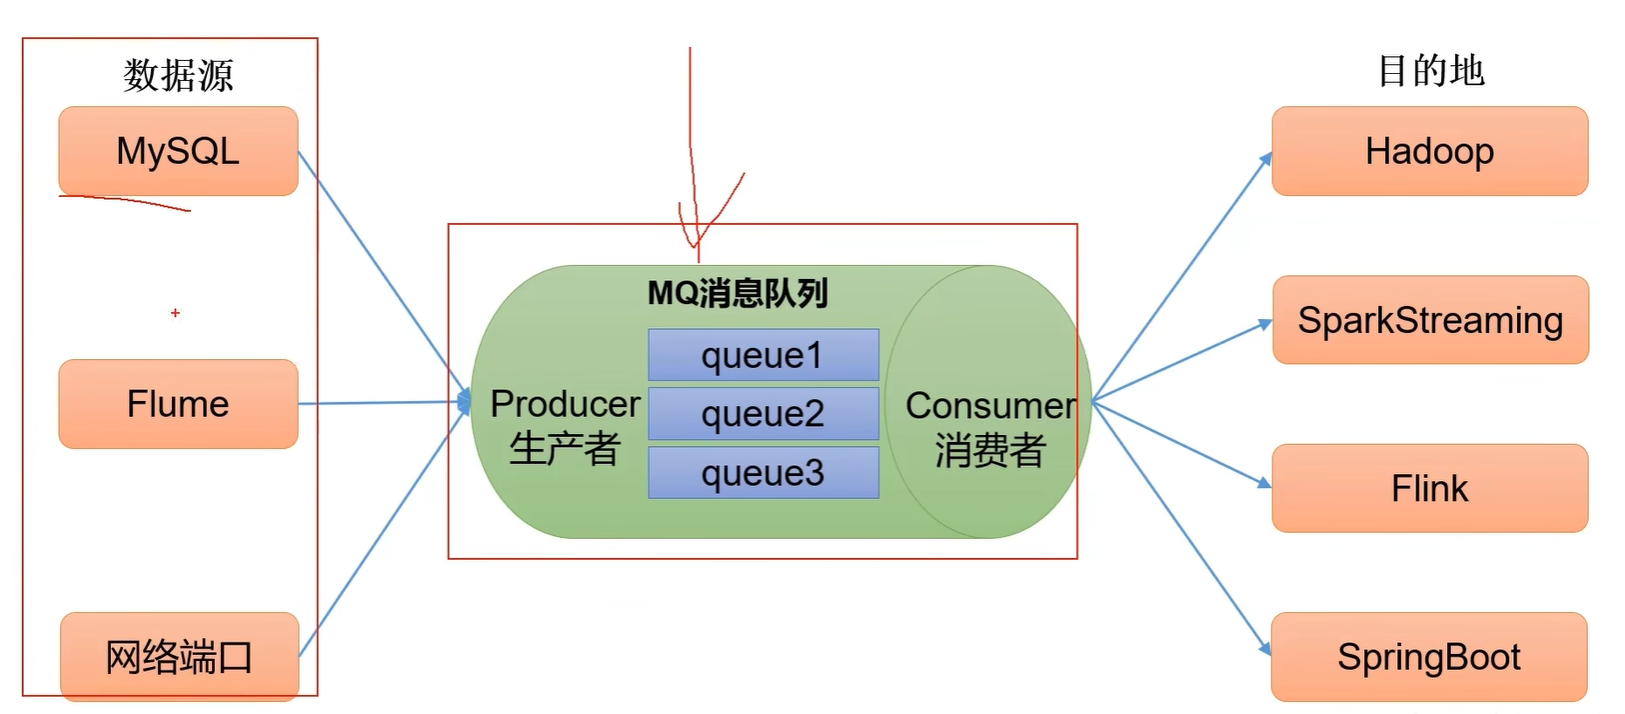 数据源
MySQL
Flume
网络端口
MQ消息队列
queue1
queue2
queue3
Producer
生产者
Consumer
消费者
目的地
Hadoop
SparkStreaming
Flink
SpringBoot